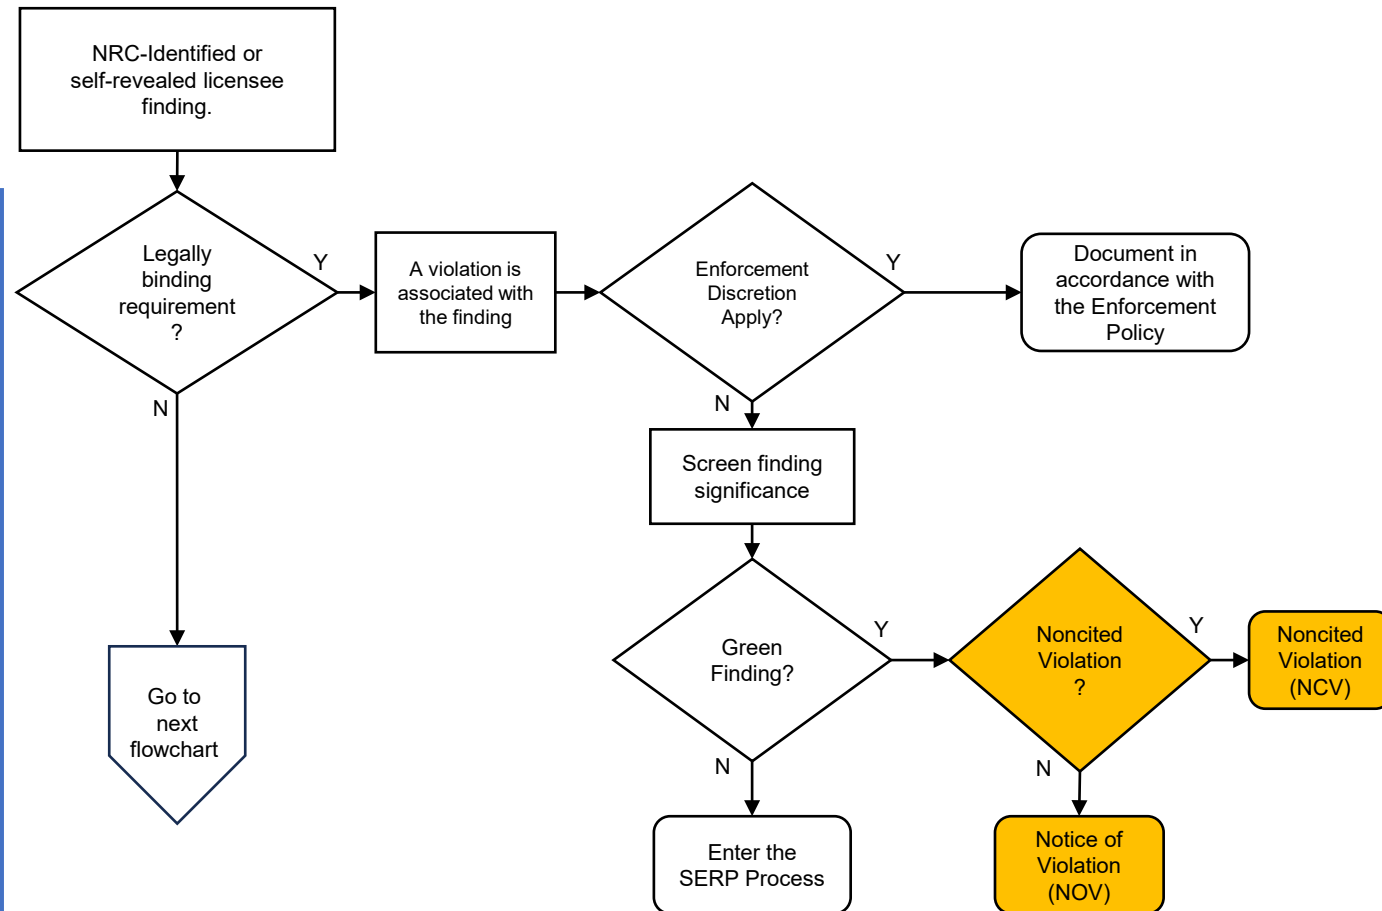 NRC-Identified or
self-revealed licensee
finding.
Legally
binding
requirement
?
Y
N
A violation is
associated with
the finding
Enforcement
Discretion
Apply?
Y
N
Document in
accordance with
the Enforcement
Policy
Screen finding
significance
Green
Finding?
Y
N
Noncited
Violation
?
Y
N
Noncited
Violation
(NCV)
Go to
next
flowchart
Enter the
SERP Process
Notice of
Violation
(NOV)